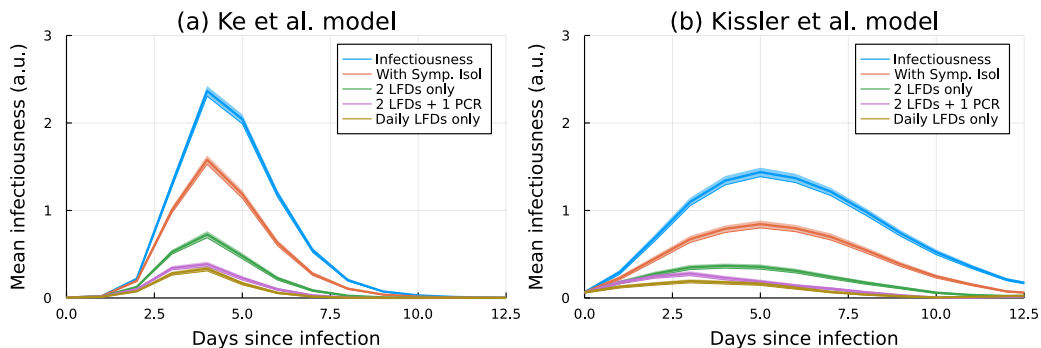 (a) Ke et al. model
Mean infectiousness (a.u.)
3
2
1
0
Infectiousness
With Symp. Isol
2 LFDs only
2 LFDs + 1 PCR
Daily LFDs only
0.0 2.5 5.0 7.5 10.0 12.5
Days since infection
(b) Kissler et al. model
Mean infectiousness (a.u.)
3
2
1
0
Infectiousness
With Symp. Isol
2 LFDs only
2 LFDs + 1 PCR
Daily LFDs only
0.0 2.5 5.0 7.5 10.0 12.5
Days since infection